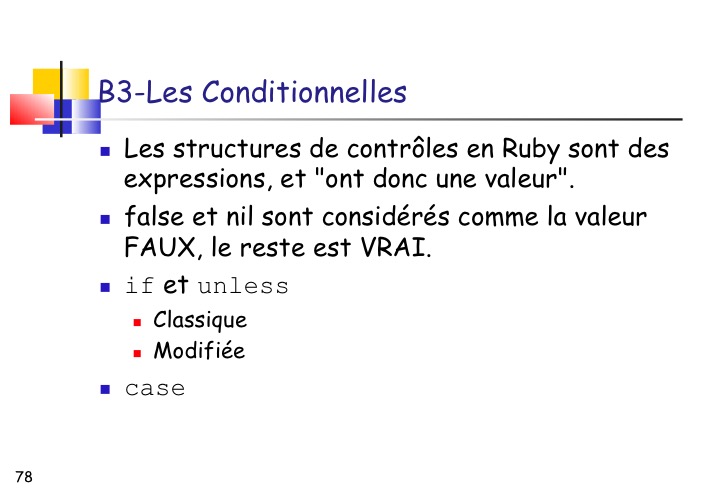 B3-Les Conditionnelles
Les structures de contrôles en Ruby sont des
expressions, et "ont donc une valeur".
false et nil sont considérés comme la valeur
FAUX, le reste est VRAI.
if et unless
Classique
Modifiée
case
78